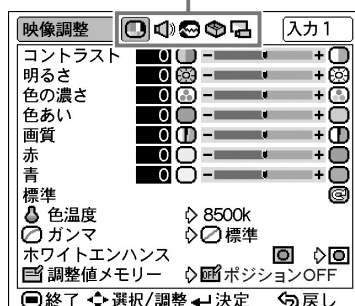 映像調整 入力1
コントラスト 0 − +
明るさ 0 − +
色の濃さ 0 − +
色あい 0 − +
画質 0 − +
赤 0 − +
青 0 − +
標準
色温度 8500k
ガンマ 標準
ホワイトエンハンス
調整値メモリー ポジションOFF
終了 選択/調整 決定 戻し